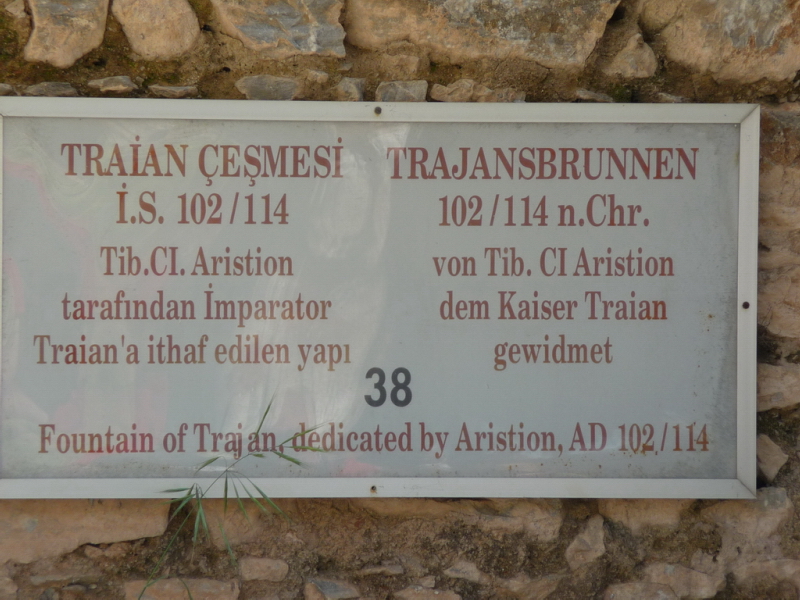 TRAİAN ÇEŞMESİ
İ.S. 102/114
Tib.CI. Aristion
tarafından İmparator
Traian'a ithaf edilen yapı
TRAJANSBRUNNEN
102/114 n.Chr.
von Tib. CI Aristion
dem Kaiser Traian
gewidmet
38
Fountain of Trajan, dedicated by Aristion, AD 102/114